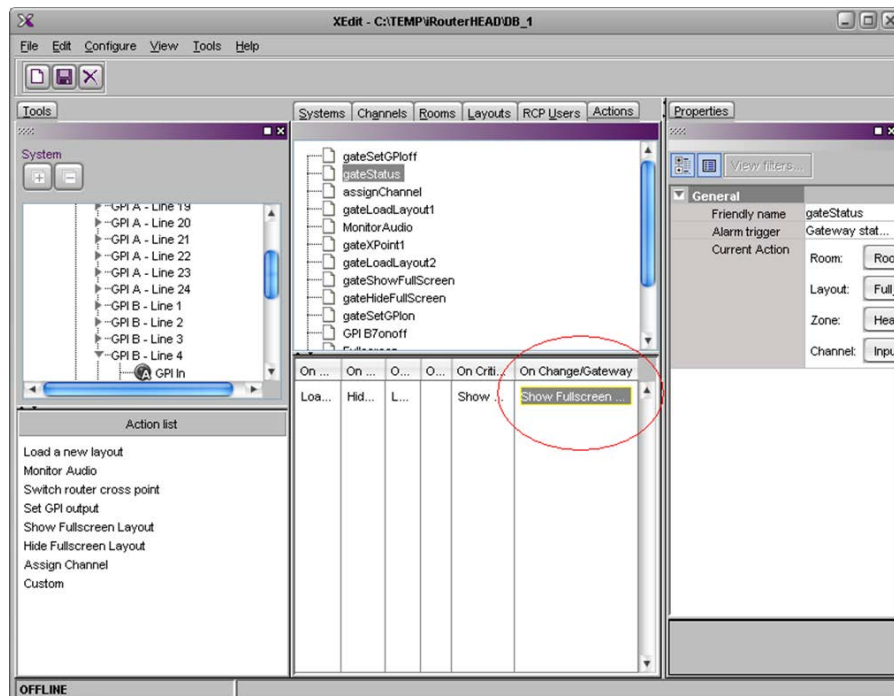 XEdit - C:\TEMP\iRouterHEAD\DB_1
File Edit Configure View Tools Help
Tools
System
GPI A - Line 19
GPI A - Line 20
GPI A - Line 21
GPI A - Line 22
GPI A - Line 23
GPI A - Line 24
GPI B - Line 1
GPI B - Line 2
GPI B - Line 3
GPI B - Line 4
GPI In
Action list
Load a new layout
Monitor Audio
Switch router cross point
Set GPI output
Show Fullscreen Layout
Hide Fullscreen Layout
Assign Channel
Custom
Systems Channels Rooms Layouts RCP Users Actions
gateSetGPIoff
gateStatus
assignChannel
gateLoadLayout1
MonitorAudio
gateXPoint1
gateLoadLayout2
gateShowFullScreen
gateHideFullScreen
gateSetGPIon
GPI B7onoff
On ... On ... O... O... On Criti... On Change/Gateway
Loa... Hid... L... Show ... Show Fullscreen ...
Properties
View filters...
General
Friendly name gateStatus
Alarm trigger Gateway stat...
Current Action
Room: Roo
Layout: Full_
Zone: Hea
Channel: Inpu
OFFLINE